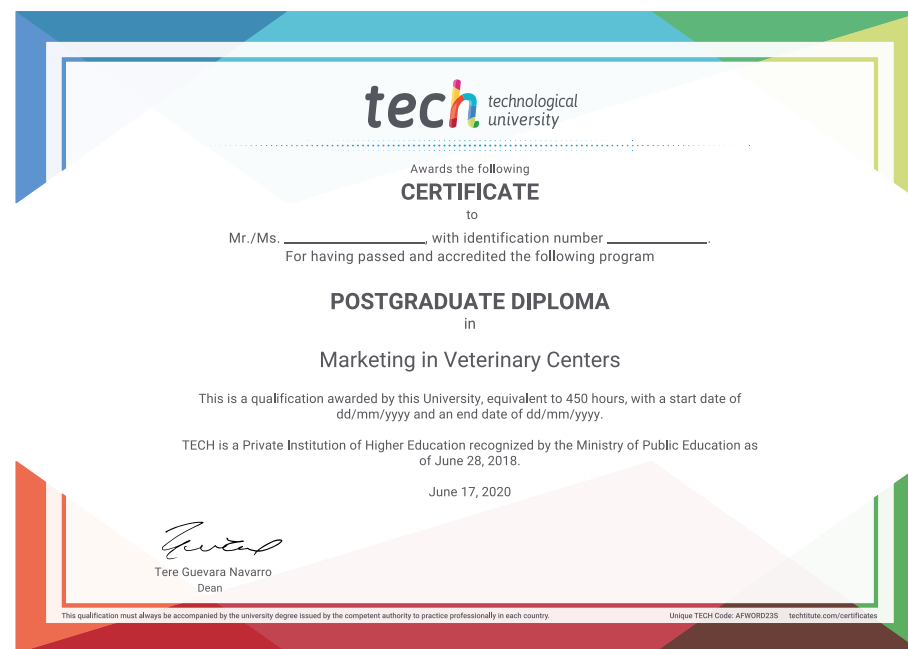 tech technological
university
Awards the following
CERTIFICATE
to
Mr./Ms. ____________________, with identification number ______________.
For having passed and accredited the following program
POSTGRADUATE DIPLOMA
in
Marketing in Veterinary Centers
This is a qualification awarded by this University, equivalent to 450 hours, with a start date of
dd/mm/yyyy and an end date of dd/mm/yyyy.
TECH is a Private Institution of Higher Education recognized by the Ministry of Public Education as
of June 28, 2018.
June 17, 2020
Tere Guevara Navarro
Dean
This qualification must always be accompanied by the university degree issued by the competent authority to practice professionally in each country.
Unique TECH Code: AFWORD23S techtitute.com/certificates